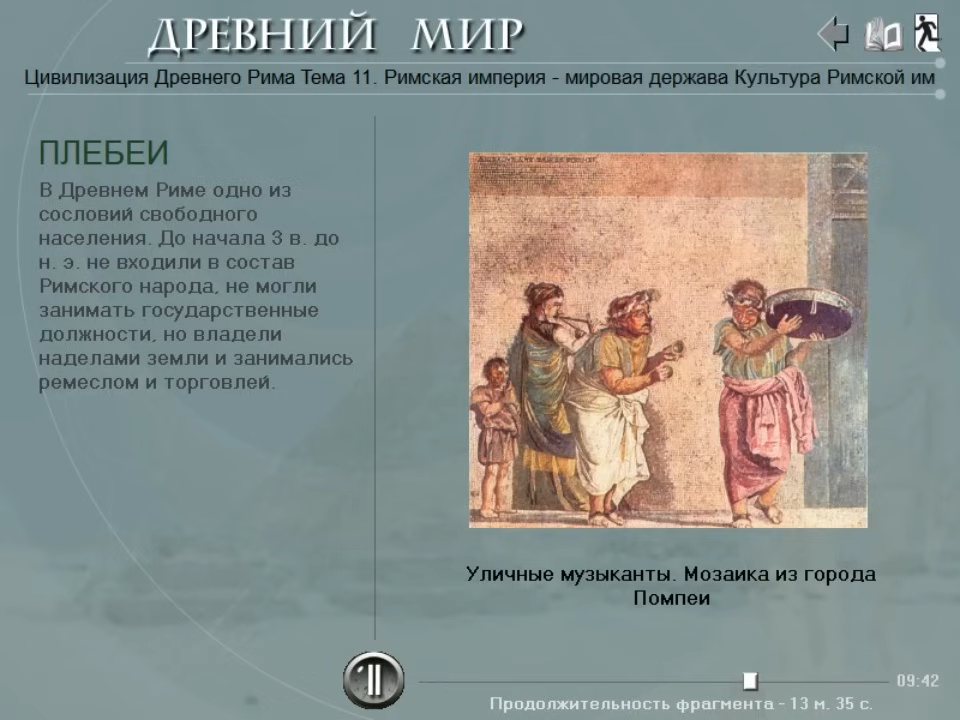 ДРЕВНИЙ МИР
Цивилизация Древнего Рима Тема 11. Римская империя - мировая держава Культура Римской им
ПЛЕБЕИ
В Древнем Риме одно из
сословий свободного
населения. До начала 3 в. до
н. э. не входили в состав
Римского народа, не могли
занимать государственные
должности, но владели
наделами земли и занимались
ремеслом и торговлей.
Уличные музыканты. Мозаика из города
Помпеи
09:42
Продолжительность фрагмента - 13 м. 35 с.